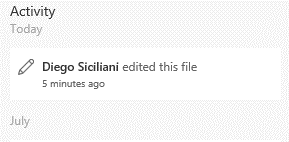 Activity
Today
Diego Siciliani edited this file
5 minutes ago
July